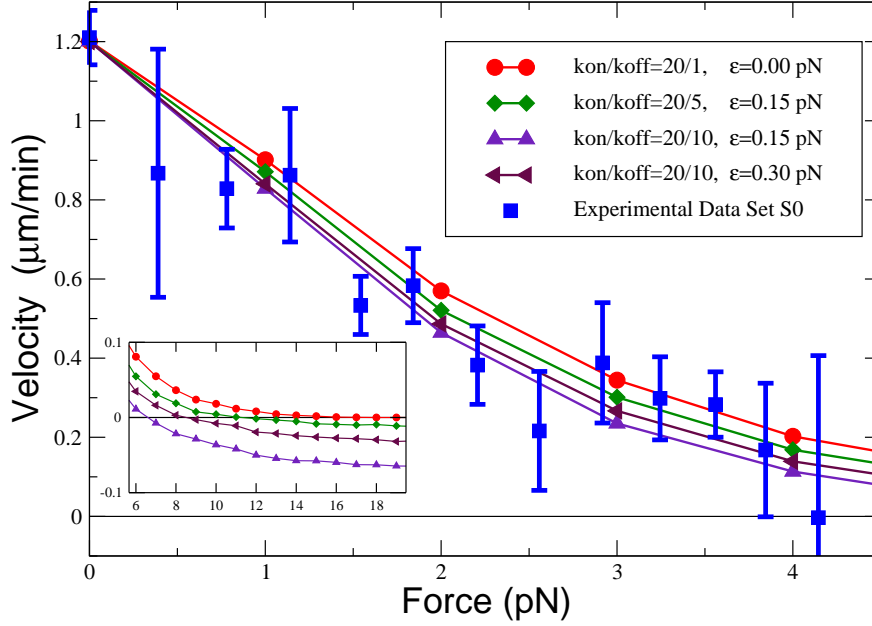 1.2
1
0.8
0.6
0.4
0.2
0
Velocity (μm/min)
kon/koff=20/1, ε=0.00 pN
kon/koff=20/5, ε=0.15 pN
kon/koff=20/10, ε=0.15 pN
kon/koff=20/10, ε=0.30 pN
Experimental Data Set S0
0.1
0
-0.1
6 8 10 12 14 16 18
0 1 2 3 4
Force (pN)